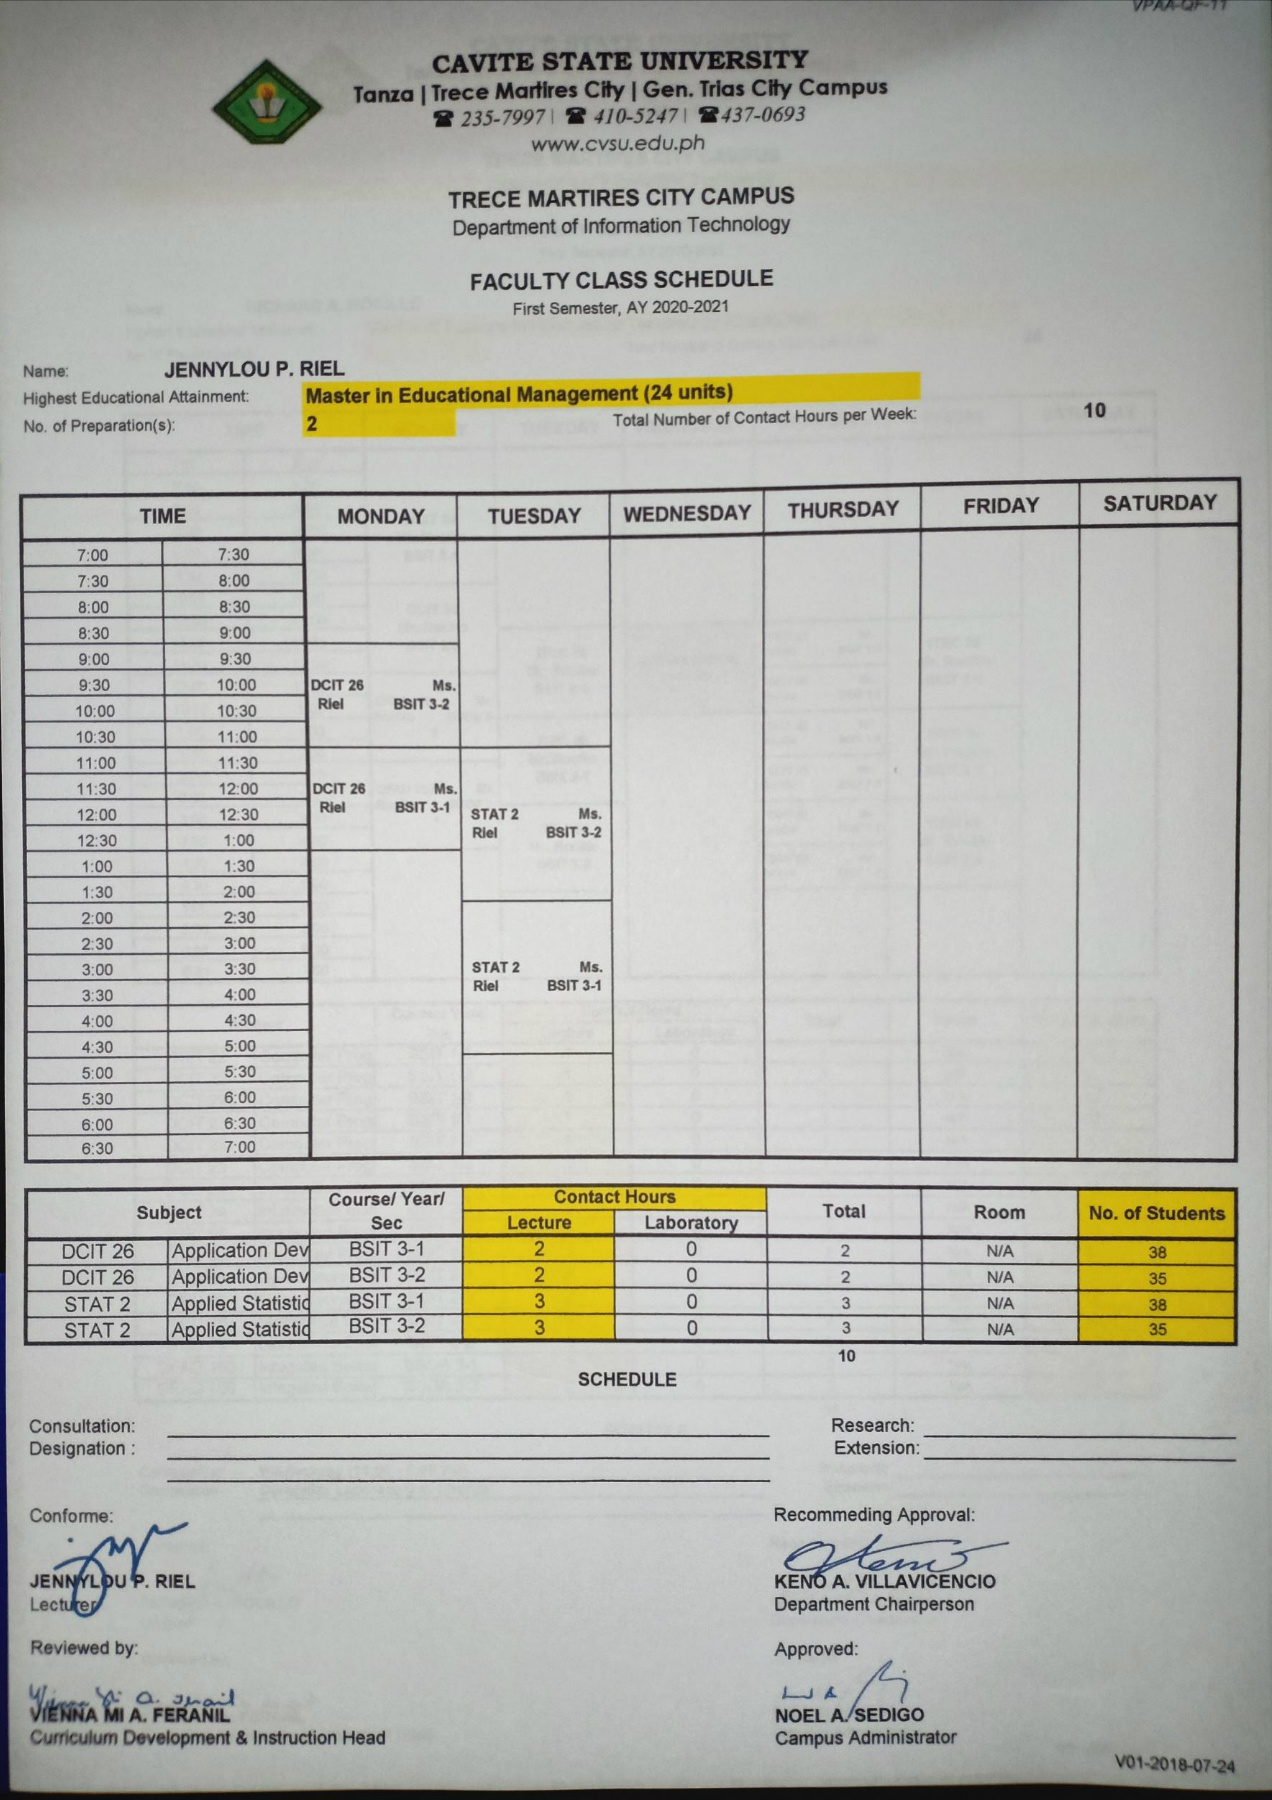 VPAA-QF-11
CAVITE STATE UNIVERSITY
Tanza | Trece Martires City | Gen. Trias City Campus
☎ 235-7997| ☎ 410-5247| ☎437-0693
www.cvsu.edu.ph
TRECE MARTIRES CITY CAMPUS
Department of Information Technology
FACULTY CLASS SCHEDULE
First Semester, AY 2020-2021
Name: JENNYLOU P. RIEL
Highest Educational Attainment: Master in Educational Management (24 units)
No. of Preparation(s): 2 Total Number of Contact Hours per Week: 10
TIME MONDAY TUESDAY WEDNESDAY THURSDAY FRIDAY SATURDAY
7:00 7:30
7:30 8:00
8:00 8:30
8:30 9:00
9:00 9:30
9:30 10:00 DCIT 26 Ms.
10:00 10:30 Riel BSIT 3-2
10:30 11:00
11:00 11:30
11:30 12:00 DCIT 26 Ms.
Riel BSIT 3-1
12:00 12:30 STAT 2 Ms.
12:30 1:00 Riel BSIT 3-2
1:00 1:30
1:30 2:00
2:00 2:30
2:30 3:00
3:00 3:30 STAT 2 Ms.
3:30 4:00 Riel BSIT 3-1
4:00 4:30
4:30 5:00
5:00 5:30
5:30 6:00
6:00 6:30
6:30 7:00
Subject Course/ Year/ Sec Contact Hours Total Room No. of Students
Lecture Laboratory
DCIT 26 Application Dev BSIT 3-1 2 0 2 N/A 38
DCIT 26 Application Dev BSIT 3-2 2 0 2 N/A 35
STAT 2 Applied Statistic BSIT 3-1 3 0 3 N/A 38
STAT 2 Applied Statistic BSIT 3-2 3 0 3 N/A 35
10
SCHEDULE
Consultation: Research:
Designation : Extension:
Conforme: Recommeding Approval:
JENNYLOU P. RIEL KENO A. VILLAVICENCIO
Lecturer Department Chairperson
Reviewed by: Approved:
VIENNA MI A. FERANIL NOEL A. SEDIGO
Curriculum Development & Instruction Head Campus Administrator
V01-2018-07-24